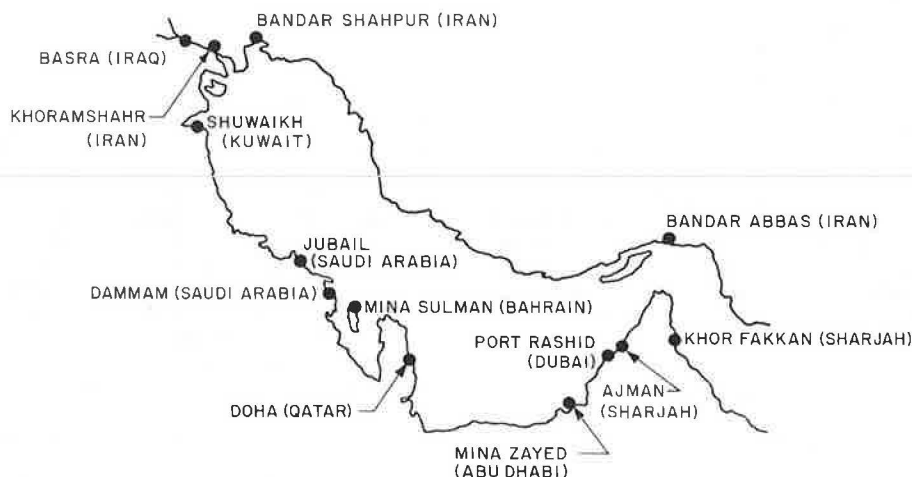 BANDAR SHAHPUR (IRAN)
BASRA (IRAQ)
KHORAMSHAHR
(IRAN)
SHUWAIKH
(KUWAIT)
BANDAR ABBAS (IRAN)
JUBAIL
(SAUDI ARABIA)
DAMMAM (SAUDI ARABIA)
MINA SULMAN (BAHRAIN)
PORT RASHID
(DUBAI)
KHOR FAKKAN (SHARJAH)
AJMAN
(SHARJAH)
DOHA (QATAR)
MINA ZAYED
(ABU DHABI)